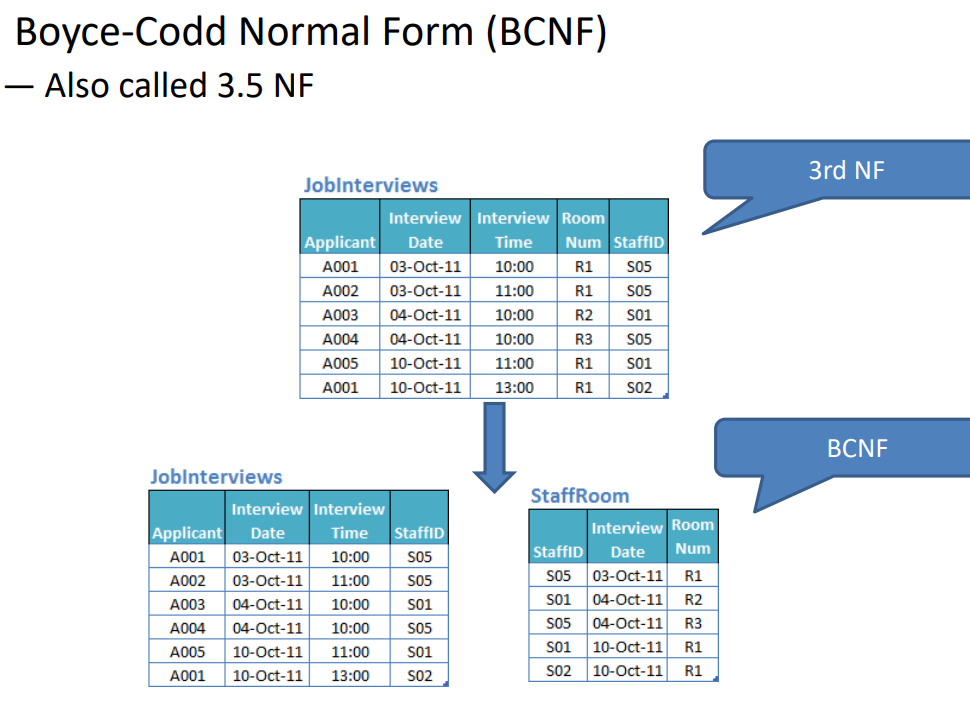 Boyce-Codd Normal Form (BCNF)
— Also called 3.5 NF
3rd NF
JobInterviews
Applicant Interview Date Interview Time Room Num StaffID
A001 03-Oct-11 10:00 R1 S05
A002 03-Oct-11 11:00 R1 S05
A003 04-Oct-11 10:00 R2 S01
A004 04-Oct-11 10:00 R3 S05
A005 10-Oct-11 11:00 R1 S01
A001 10-Oct-11 13:00 R1 S02
BCNF
JobInterviews
Applicant Interview Date Interview Time StaffID
A001 03-Oct-11 10:00 S05
A002 03-Oct-11 11:00 S05
A003 04-Oct-11 10:00 S01
A004 04-Oct-11 10:00 S05
A005 10-Oct-11 11:00 S01
A001 10-Oct-11 13:00 S02
StaffRoom
StaffID Interview Date Room Num
S05 03-Oct-11 R1
S01 04-Oct-11 R2
S05 04-Oct-11 R3
S01 10-Oct-11 R1
S02 10-Oct-11 R1